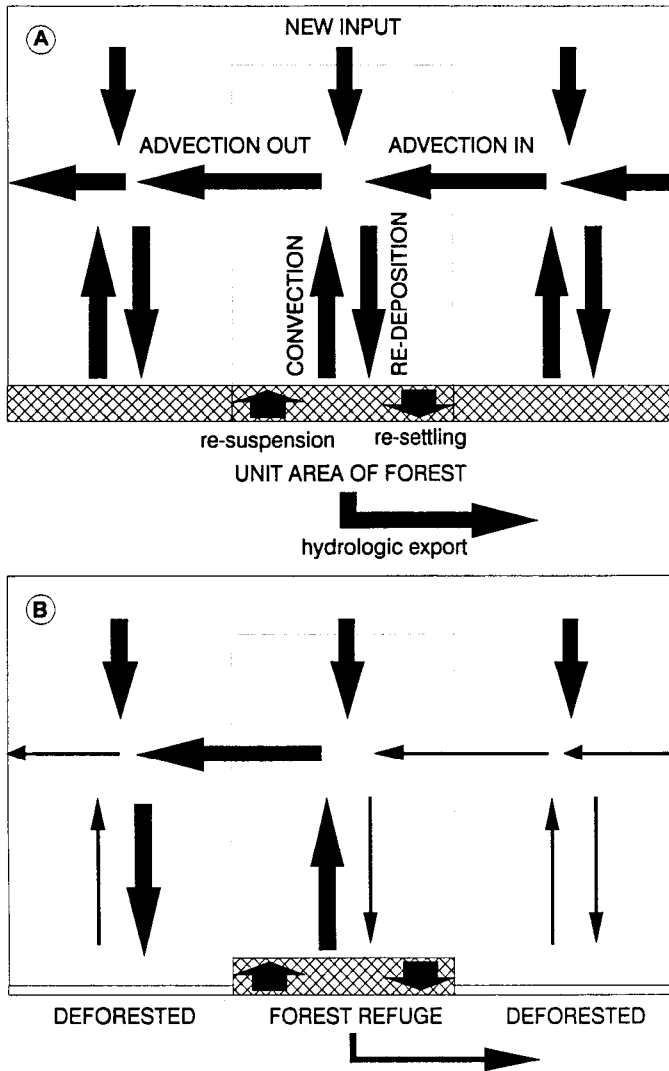 A
NEW INPUT
ADVECTION OUT
ADVECTION IN
CONVECTION
RE-DEPOSITION
re-suspension
re-settling
UNIT AREA OF FOREST
hydrologic export
B
DEFORESTED
FOREST REFUGE
DEFORESTED